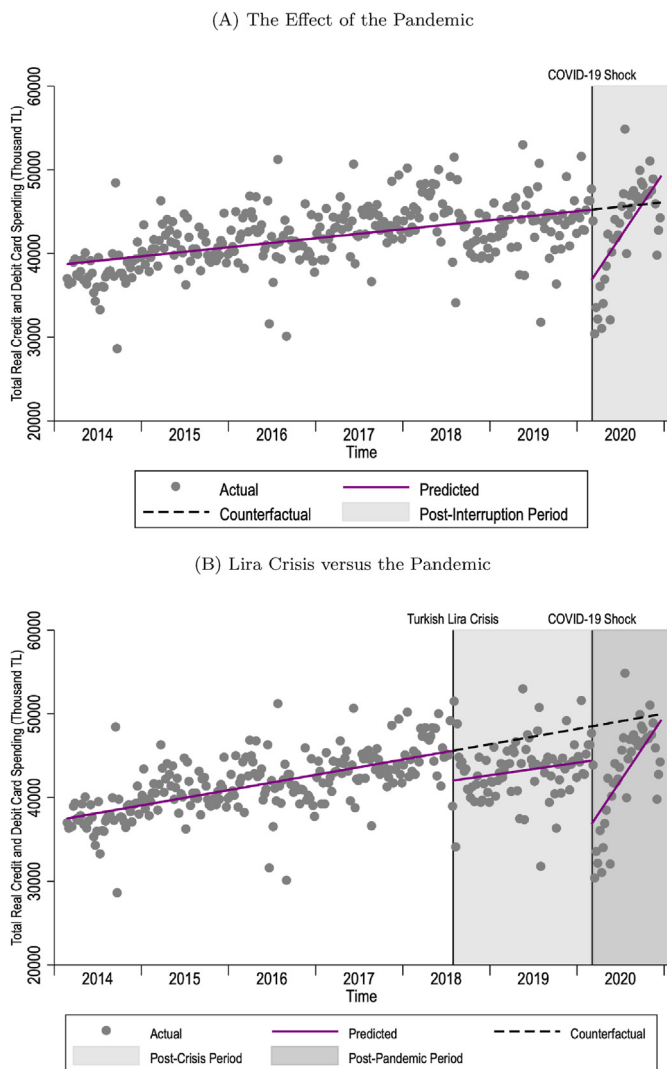 (A) The Effect of the Pandemic
COVID-19 Shock
Total Real Credit and Debit Card Spending (Thousand TL)
60000
50000
40000
30000
20000
2014 2015 2016 2017 2018 2019 2020
Time
Actual Predicted
Counterfactual Post-Interruption Period
(B) Lira Crisis versus the Pandemic
Turkish Lira Crisis COVID-19 Shock
Total Real Credit and Debit Card Spending (Thousand TL)
60000
50000
40000
30000
20000
2014 2015 2016 2017 2018 2019 2020
Time
Actual Predicted Counterfactual
Post-Crisis Period Post-Pandemic Period